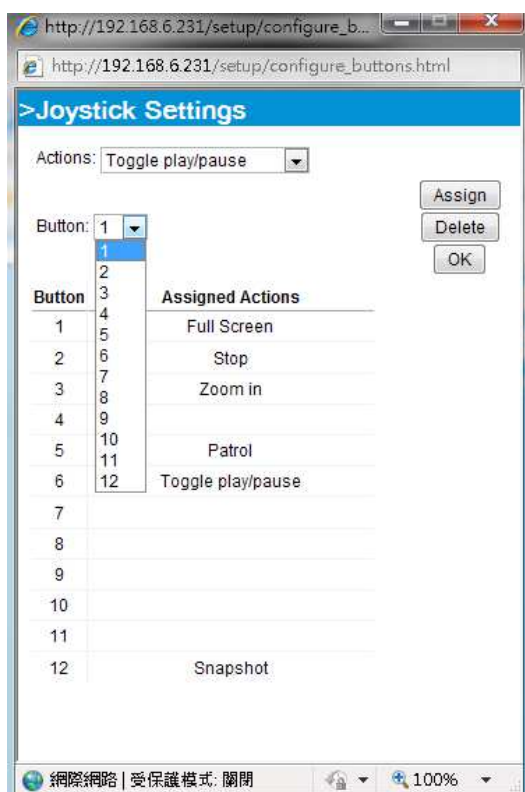 http://192.168.6.231/setup/configure_b...
http://192.168.6.231/setup/configure_buttons.html
>Joystick Settings
Actions: Toggle play/pause
Assign
Button: 1
Delete
OK
1
2
3
4
5
6
7
8
9
10
11
12
Button Assigned Actions
1 Full Screen
2 Stop
3 Zoom in
4
5 Patrol
6 Toggle play/pause
7
8
9
10
11
12 Snapshot
網際網路 | 受保護模式: 關閉 100%